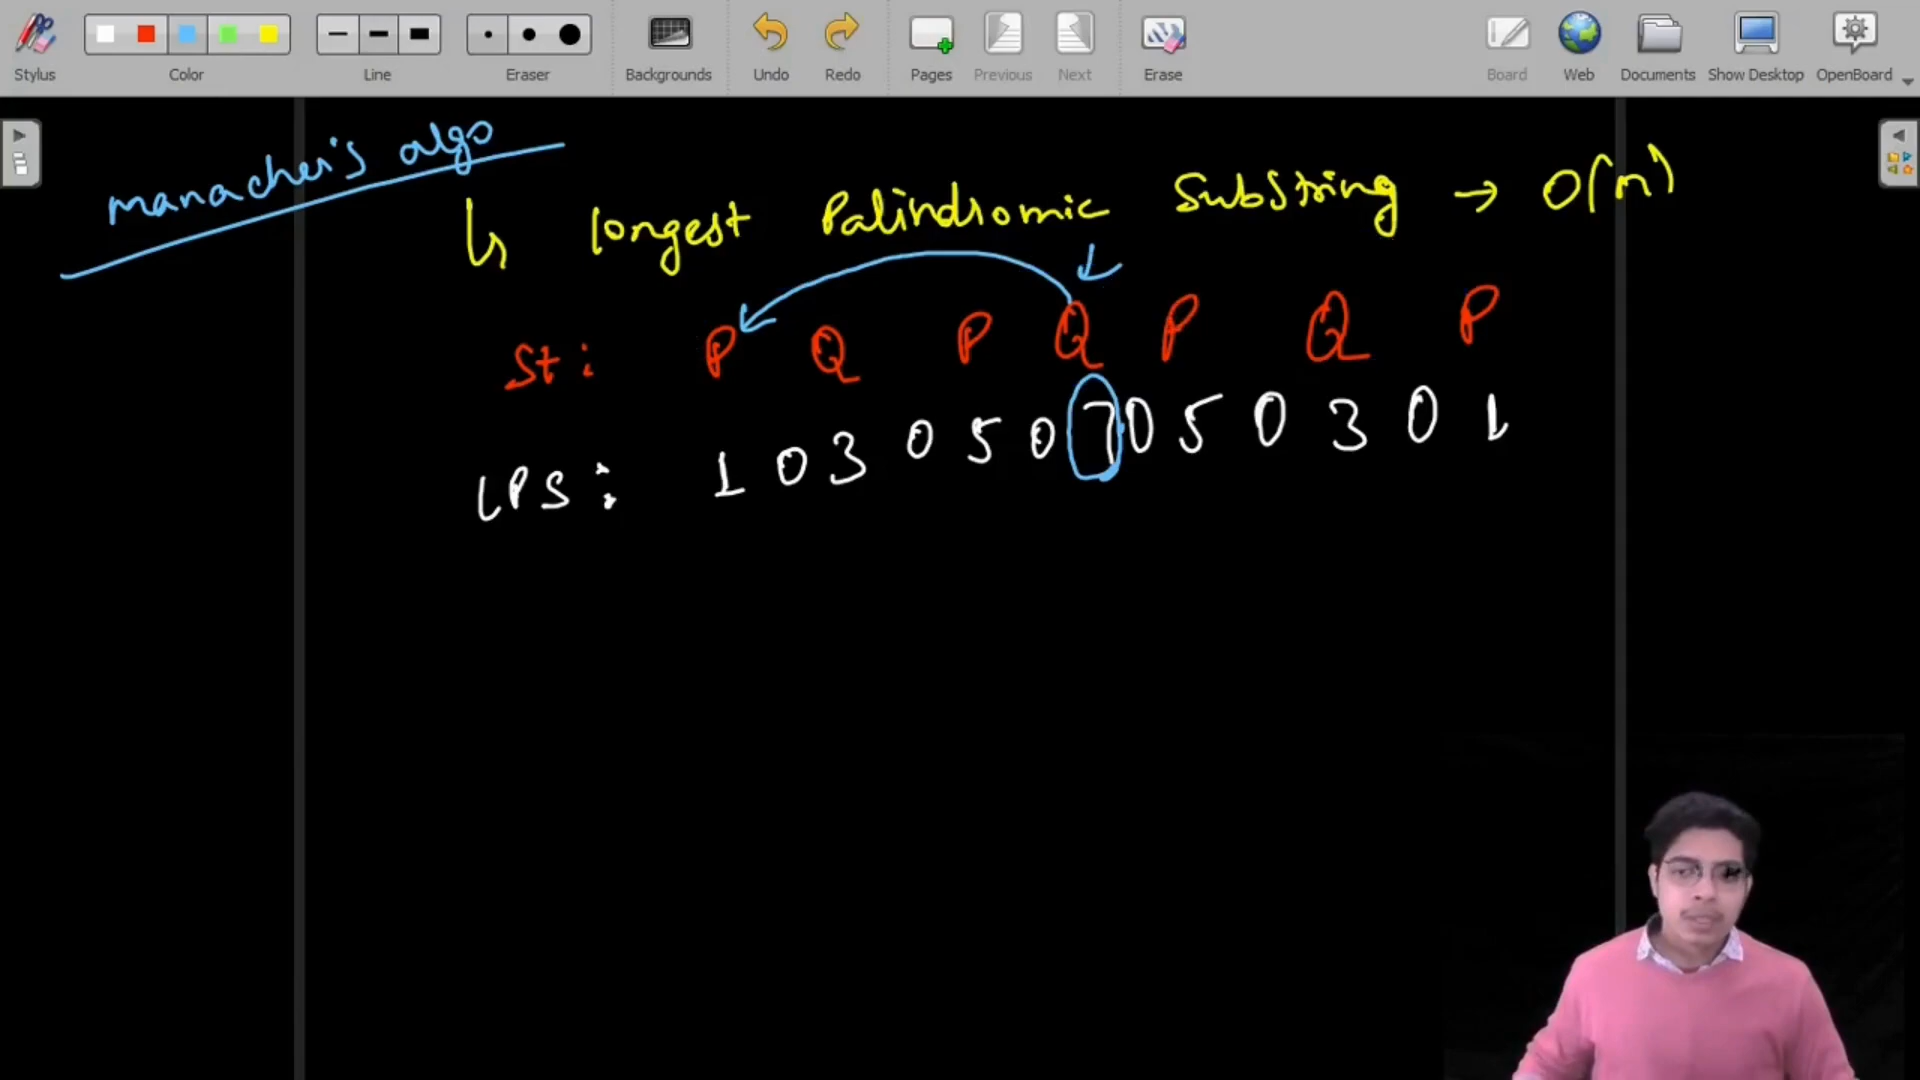 Stylus Color Line Eraser Backgrounds Undo Redo Pages Previous Next Erase Board Web Documents Show Desktop OpenBoard
manacher's algo
longest Palindromic Substring → O(n)
St : P Q P Q P Q P
LPS : 1 0 3 0 5 0 7 0 5 0 3 0 1